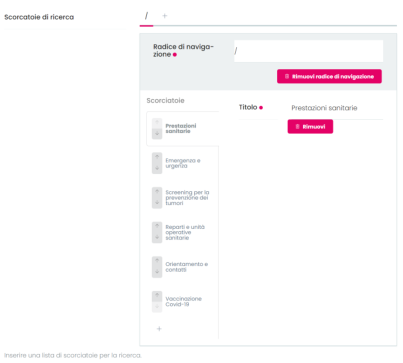 Scorcatoie di ricerca
/ +
Radice di naviga-
zione
/
Rimuovi radice di navigazione
Scorciatoie
Titolo
Prestazioni sanitarie
Rimuovi
Prestazioni
sanitarie
Emergenza e
urgenza
Screening per la
prevenzione dei
tumori
Reparti e unità
operative
sanitarie
Orientamento e
contatti
Vaccinazione
Covid-19
+
Inserire una lista di scorciatoie per la ricerca.